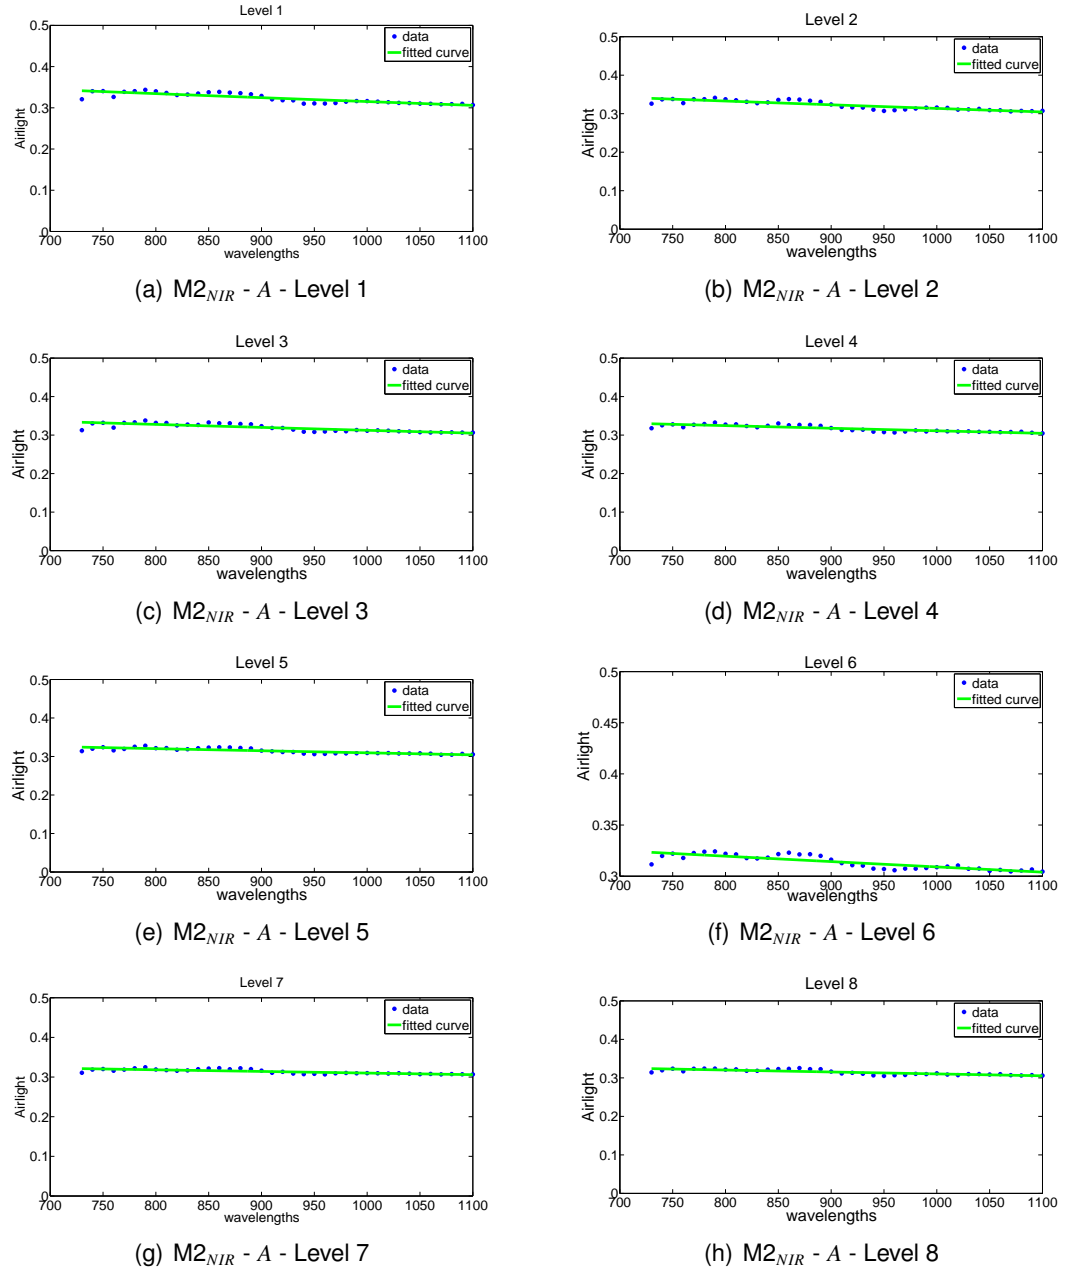 Level 1
0.5
0.4
0.3
0.2
0.1
0
Airlight
data
fitted curve
700 750 800 850 900 950 1000 1050 1100
wavelengths
(a) M2NIR - A - Level 1
Level 2
0.5
0.4
0.3
0.2
0.1
0
Airlight
data
fitted curve
700 750 800 850 900 950 1000 1050 1100
wavelengths
(b) M2NIR - A - Level 2
Level 3
0.5
0.4
0.3
0.2
0.1
0
Airlight
data
fitted curve
700 750 800 850 900 950 1000 1050 1100
wavelengths
(c) M2NIR - A - Level 3
Level 4
0.5
0.4
0.3
0.2
0.1
0
Airlight
data
fitted curve
700 750 800 850 900 950 1000 1050 1100
wavelengths
(d) M2NIR - A - Level 4
Level 5
0.5
0.4
0.3
0.2
0.1
0
Airlight
data
fitted curve
700 750 800 850 900 950 1000 1050 1100
wavelengths
(e) M2NIR - A - Level 5
Level 6
0.5
0.45
0.4
0.35
0.3
Airlight
data
fitted curve
700 750 800 850 900 950 1000 1050 1100
wavelengths
(f) M2NIR - A - Level 6
Level 7
0.5
0.4
0.3
0.2
0.1
0
Airlight
data
fitted curve
700 750 800 850 900 950 1000 1050 1100
wavelengths
(g) M2NIR - A - Level 7
Level 8
0.5
0.4
0.3
0.2
0.1
0
Airlight
data
fitted curve
700 750 800 850 900 950 1000 1050 1100
wavelengths
(h) M2NIR - A - Level 8